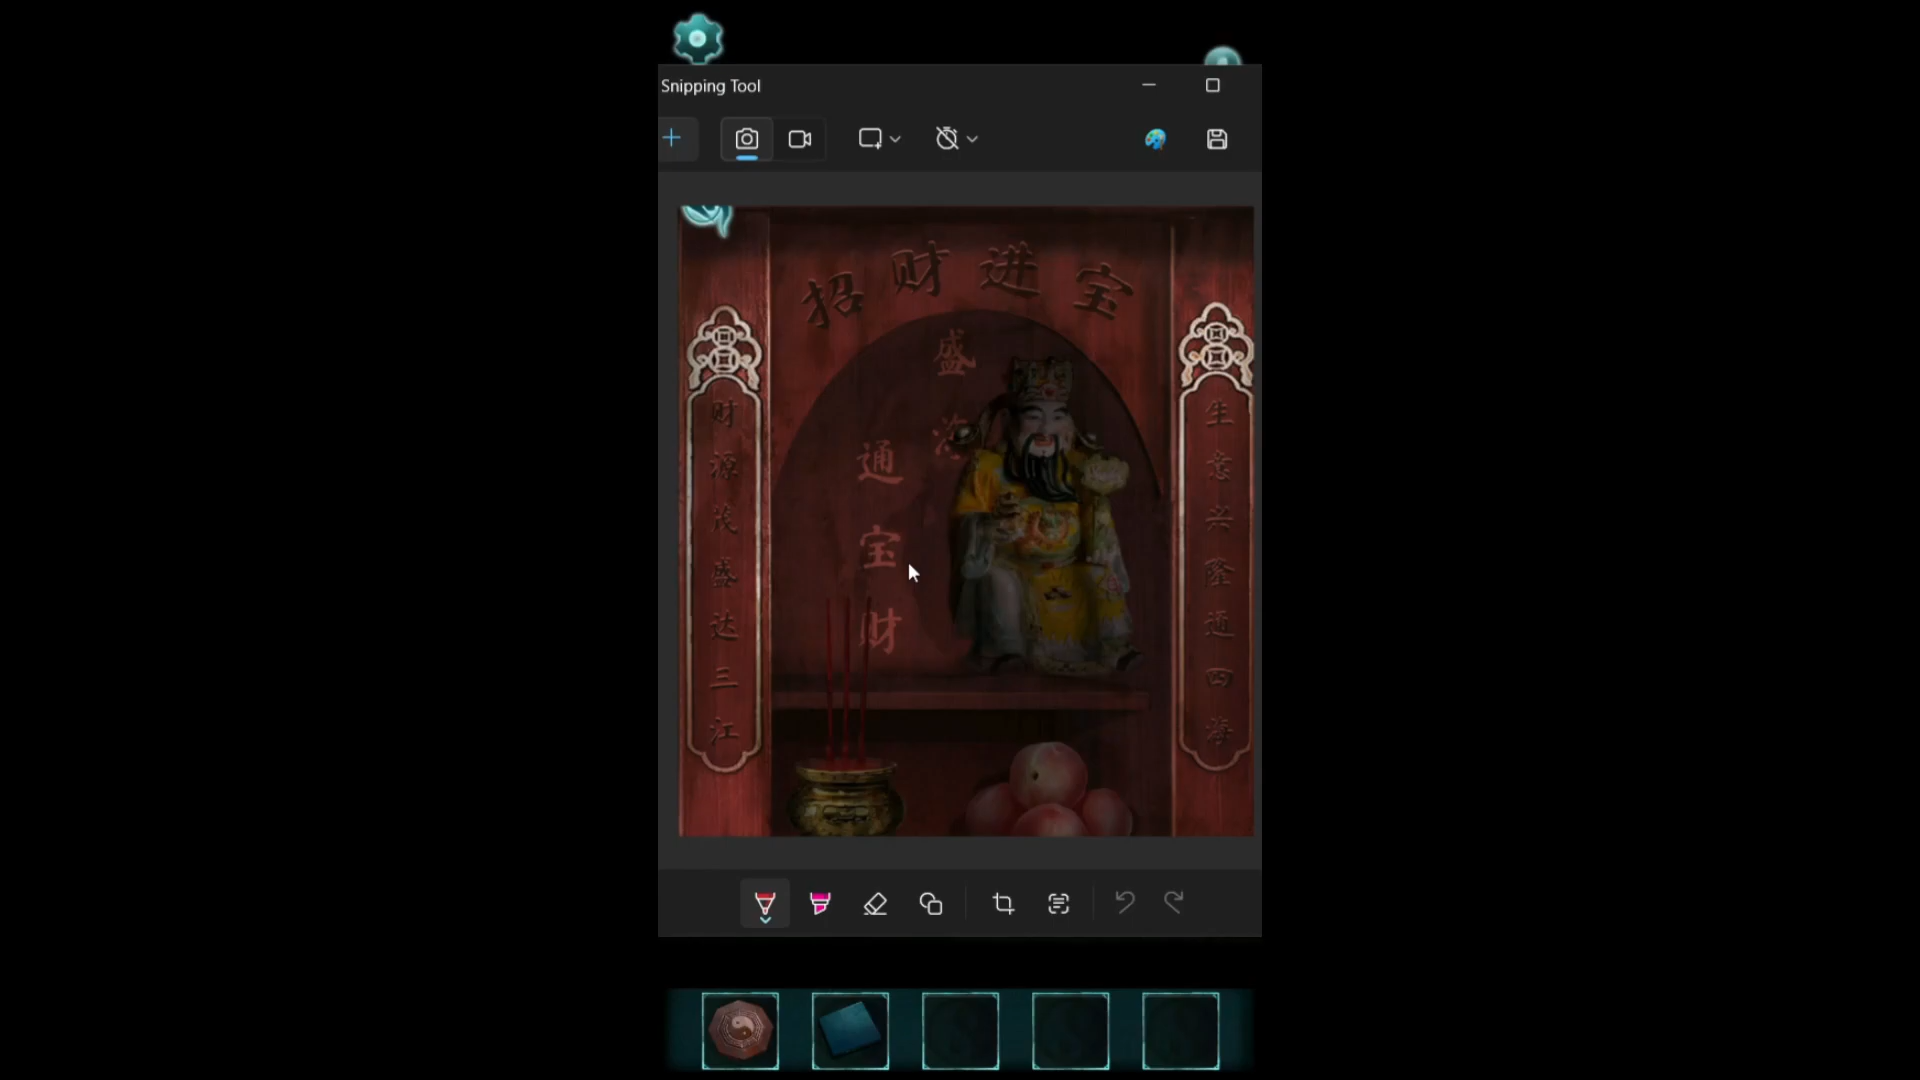 Snipping Tool
招财进宝
盛海
通宝财
财源茂盛达三江
生意兴隆通四海